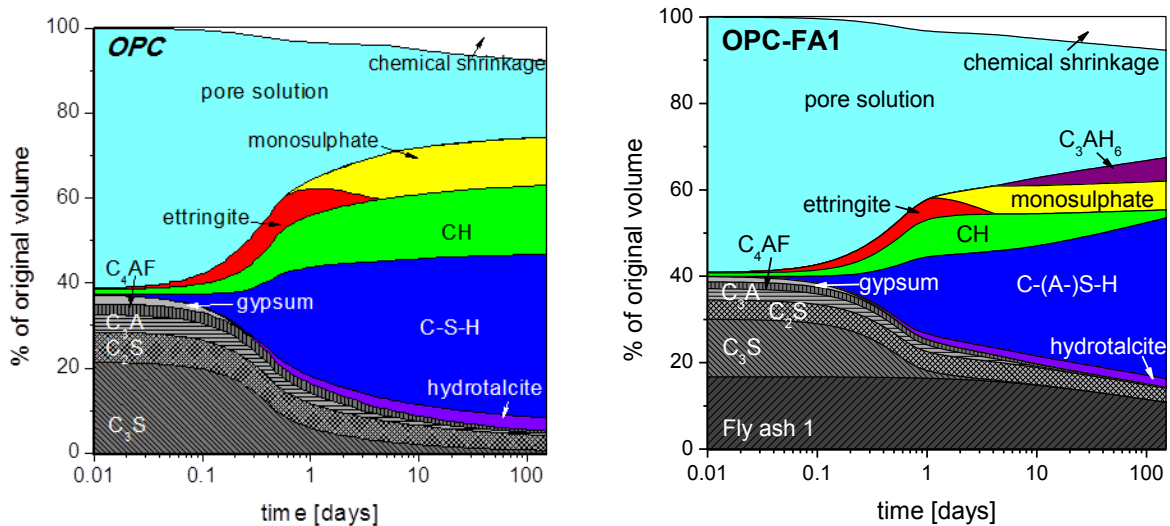 100
80
60
40
20
0
% of original volume
OPC
chemical shrinkage
pore solution
monosulphate
ettringite
CH
C₄AF
gypsum
C₃A
C-S-H
C₂S
hydrotalcite
C₃S
0.01 0.1 1 10 100
time [days]
100
80
60
40
20
0
% of original volume
OPC-FA1
chemical shrinkage
pore solution
C₃AH₆
ettringite
monosulphate
CH
C₄AF
gypsum
C₃A
C-(A-)S-H
C₂S
C₃S
hydrotalcite
Fly ash 1
0.01 0.1 1 10 100
time [days]